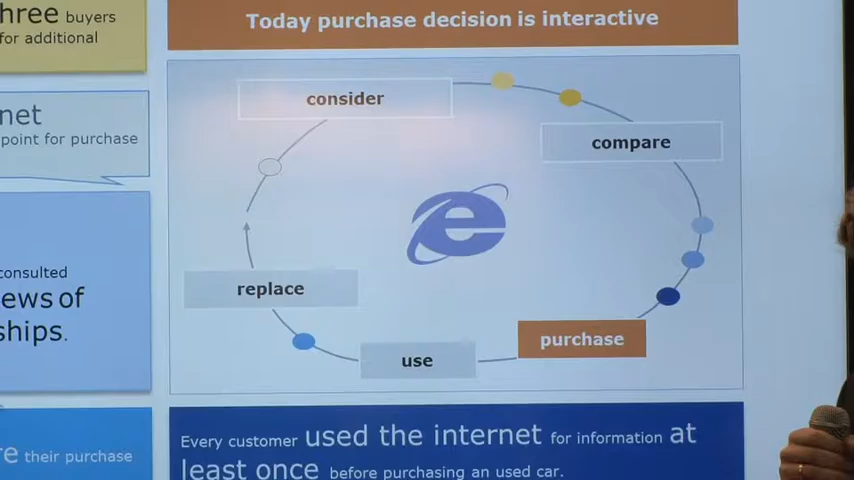 hree buyers
for additional
net
point for purchase
consulted
ews of
ships.
e their purchase
Today purchase decision is interactive
consider
compare
replace
purchase
use
Every customer used the internet for information at
least once before purchasing an used car.